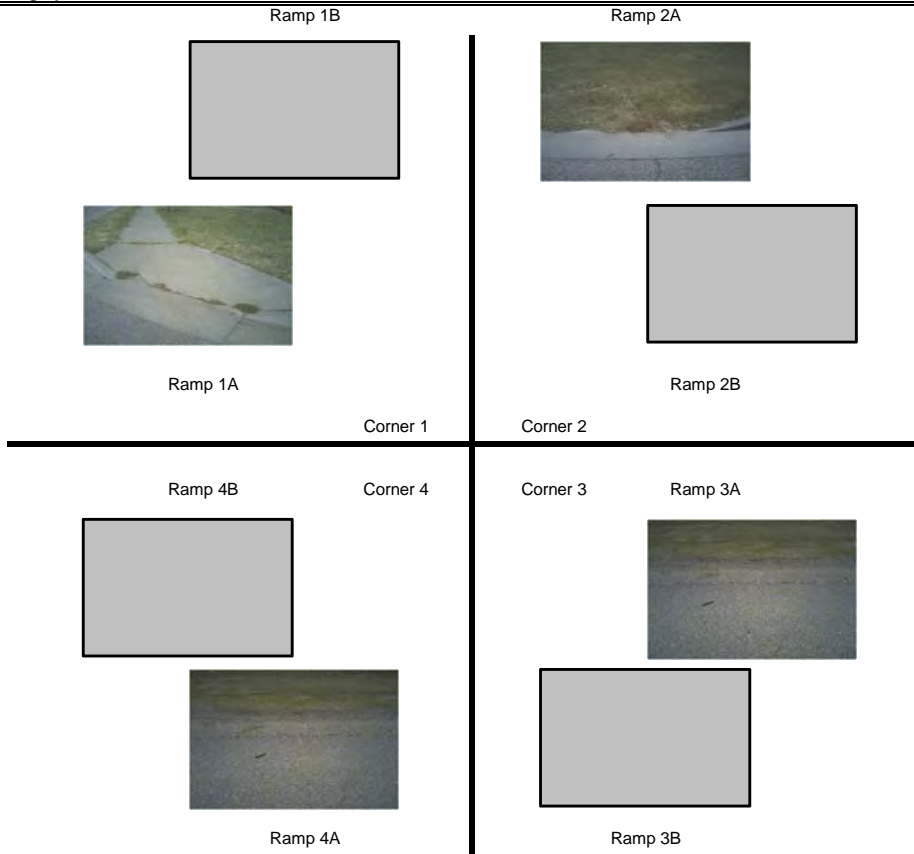 Ramp 1B Ramp 2A
Ramp 1A Ramp 2B
Corner 1 Corner 2
Ramp 4B Corner 4 Corner 3 Ramp 3A
Ramp 4A Ramp 3B